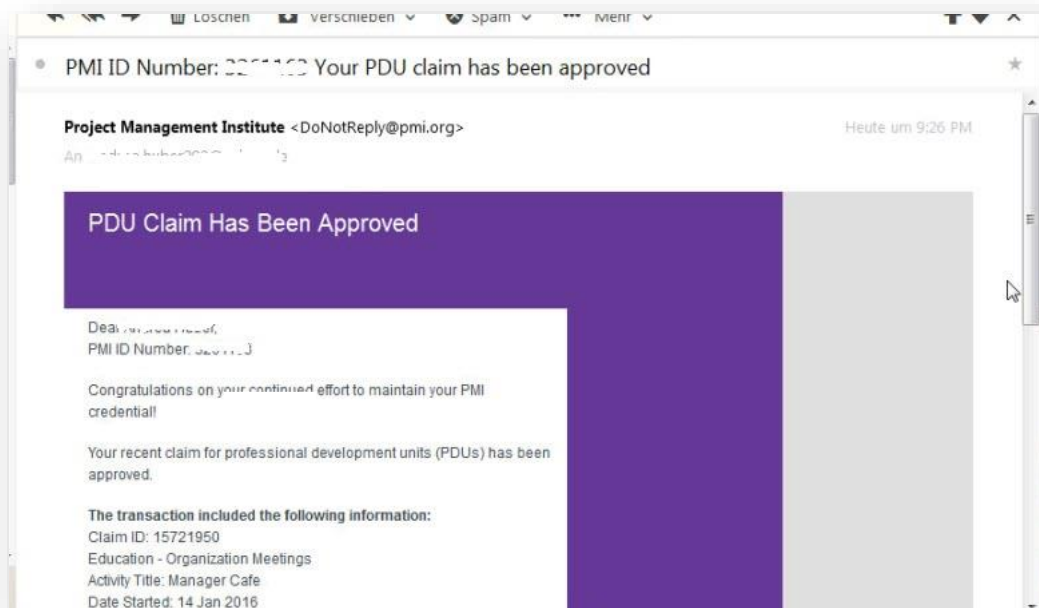 Löschen Verschieben Spam Mehr
PMI ID Number: Your PDU claim has been approved
Project Management Institute <DoNotReply@pmi.org> Heute um 9:26 PM
An
PDU Claim Has Been Approved
Dear
PMI ID Number:
Congratulations on your continued effort to maintain your PMI
credential!
Your recent claim for professional development units (PDUs) has been
approved.
The transaction included the following information:
Claim ID: 15721950
Education - Organization Meetings
Activity Title: Manager Cafe
Date Started: 14 Jan 2016